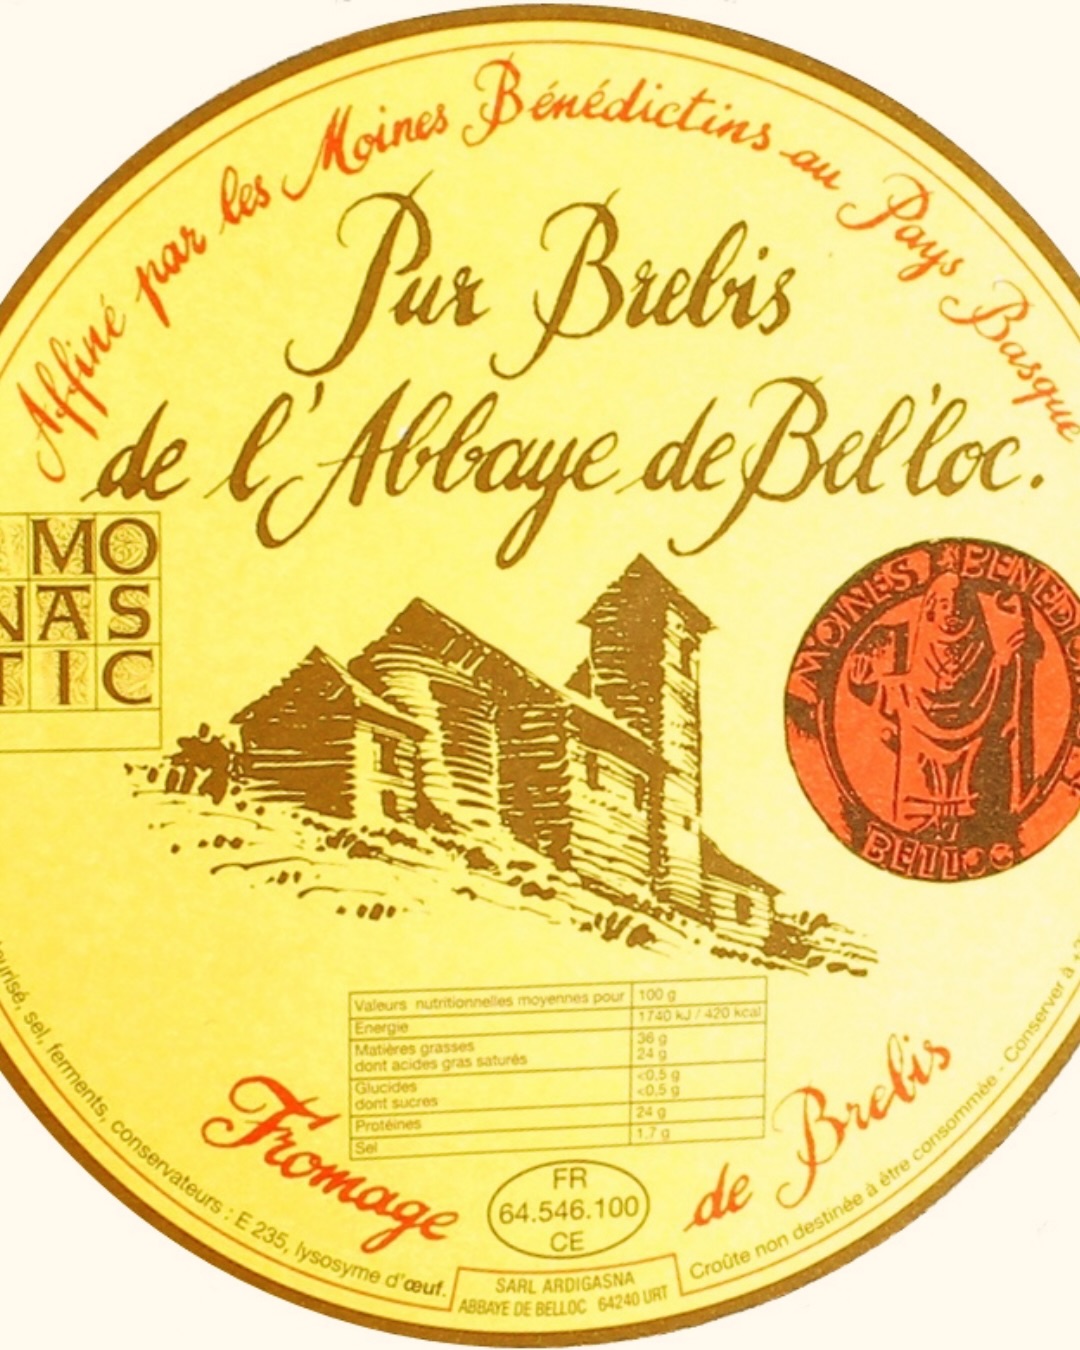 Affiné par les Moines Bénédictins au Pays Basque
Pur Brebis
de l'Abbaye de Bel'loc.
MO
NAS
TIC
MOINES BENEDIC
BELLOC
Valeurs nutritionnelles moyennes pour 100 g
Energie 1740 kJ / 420 kcal
Matières grasses 36 g
dont acides gras saturés 24 g
Glucides <0,5 g
dont sucres <0,5 g
Protéines 24 g
Sel 1,7 g
Fromage de Brebis
FR
64.546.100
CE
sel, ferments, conservateurs : E 235, lysosyme d'œuf.
SARL ARDIGASNA
ABBAYE DE BELLOC 64240 URT
Croûte non destinée à être consommée - Conserver à